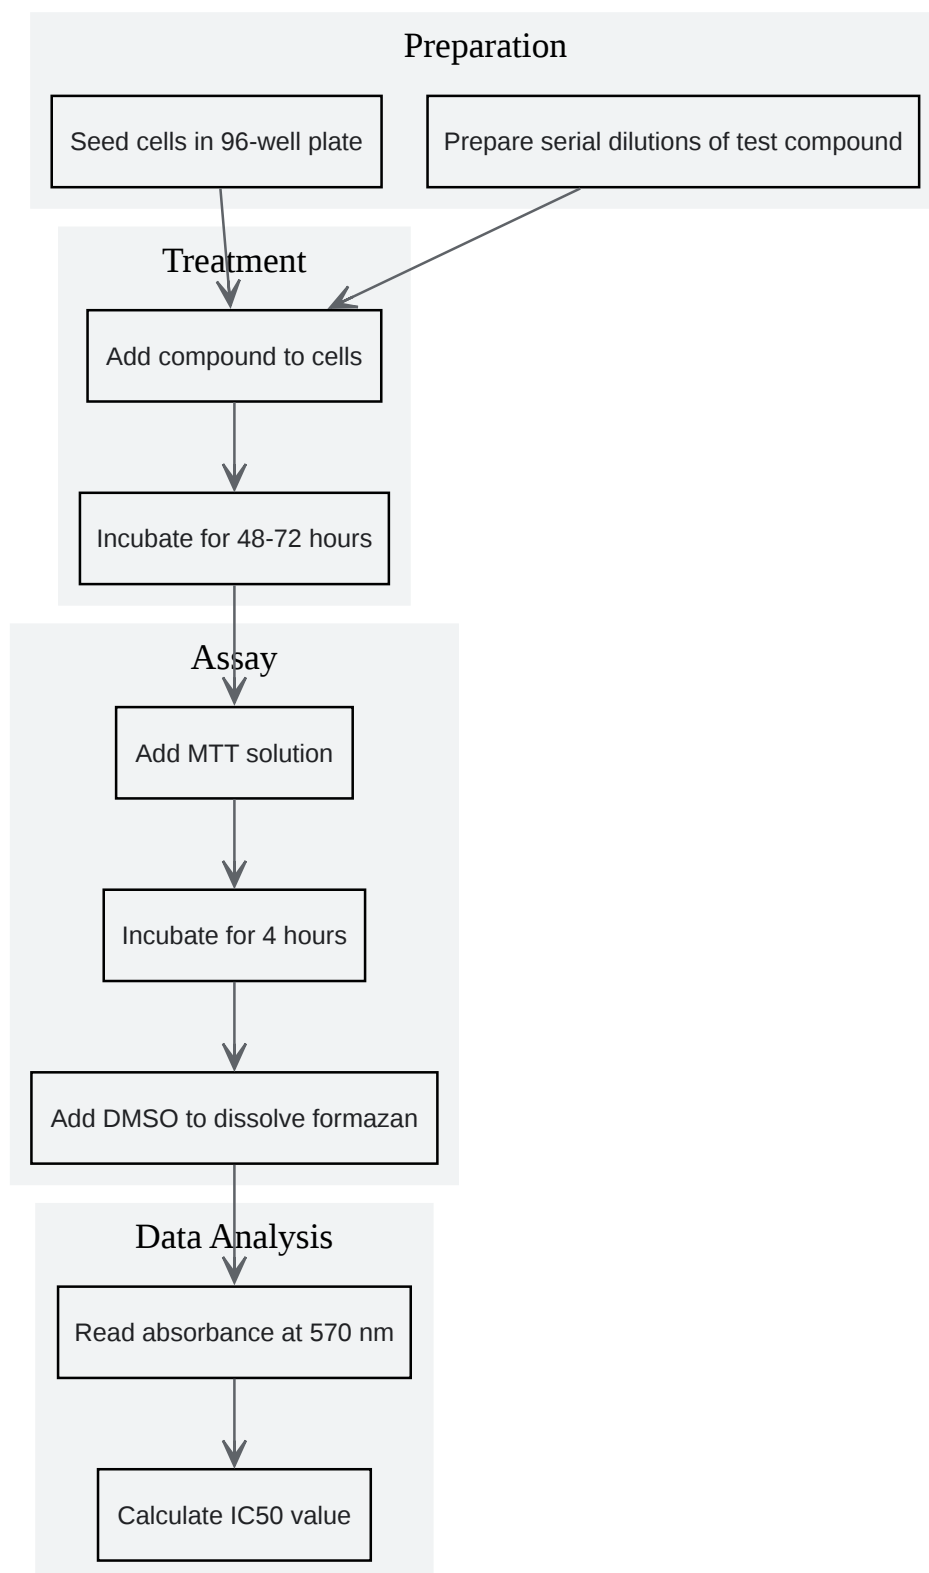 Preparation
Seed cells in 96-well plate
Prepare serial dilutions of test compound
Treatment
Add compound to cells
Incubate for 48-72 hours
Assay
Add MTT solution
Incubate for 4 hours
Add DMSO to dissolve formazan
Data Analysis
Read absorbance at 570 nm
Calculate IC50 value